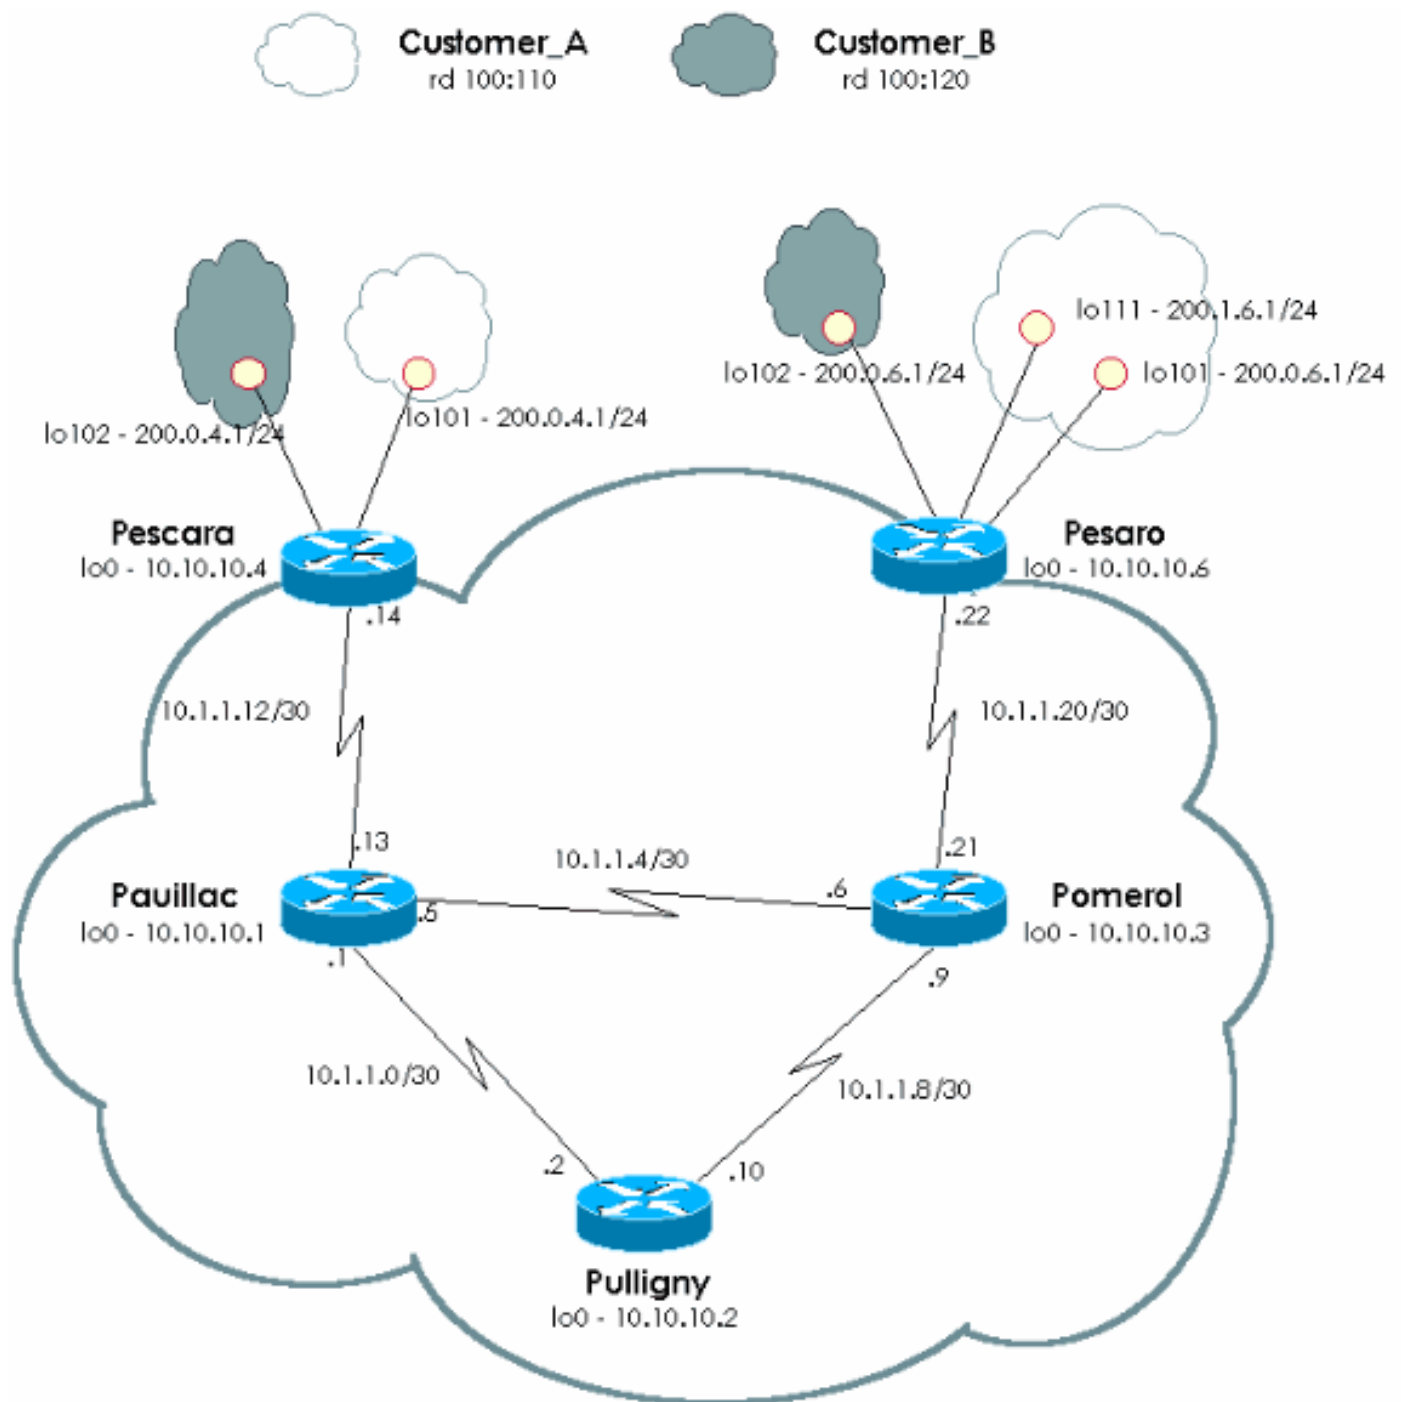 Customer_A
rd 100:110
Customer_B
rd 100:120
lo111 - 200.1.6.1/24
lo102 - 200.0.6.1/24
lo101 - 200.0.6.1/24
lo102 - 200.0.4.1/24
lo101 - 200.0.4.1/24
Pescara
lo0 - 10.10.10.4
Pesaro
lo0 - 10.10.10.6
.14
.22
10.1.1.12/30
10.1.1.20/30
.13
.21
10.1.1.4/30
Pauillac
lo0 - 10.10.10.1
.5
.6
Pomerol
lo0 - 10.10.10.3
.1
.9
10.1.1.0/30
10.1.1.8/30
.2
.10
Pulligny
lo0 - 10.10.10.2